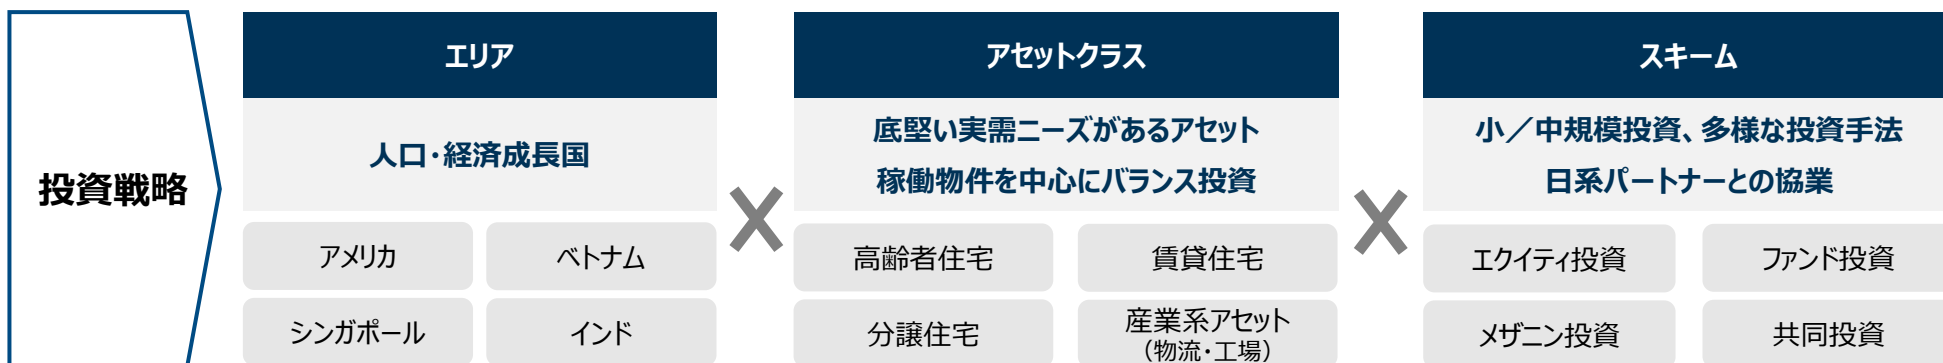 投資戦略
エリア
人口・経済成長国
アメリカ
ベトナム
シンガポール
インド
アセットクラス
底堅い実需ニーズがあるアセット
稼働物件を中心にバランス投資
高齢者住宅
賃貸住宅
分譲住宅
産業系アセット
（物流・工場）
スキーム
小／中規模投資、多様な投資手法
日系パートナーとの協業
エクイティ投資
ファンド投資
メザニン投資
共同投資